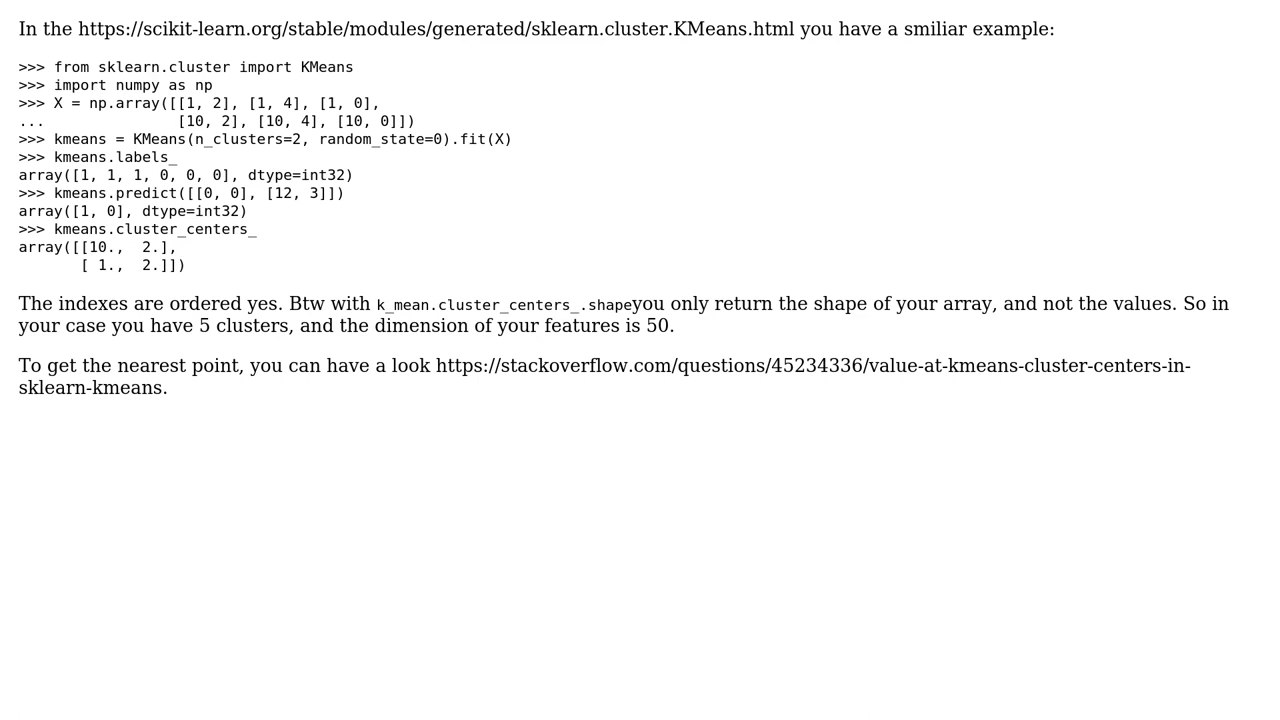 In the https://scikit-learn.org/stable/modules/generated/sklearn.cluster.KMeans.html you have a smiliar example:
>>> from sklearn.cluster import KMeans
>>> import numpy as np
>>> X = np.array([[1, 2], [1, 4], [1, 0],
...               [10, 2], [10, 4], [10, 0]])
>>> kmeans = KMeans(n_clusters=2, random_state=0).fit(X)
>>> kmeans.labels_
array([1, 1, 1, 0, 0, 0], dtype=int32)
>>> kmeans.predict([[0, 0], [12, 3]])
array([1, 0], dtype=int32)
>>> kmeans.cluster_centers_
array([[10.,  2.],
       [ 1.,  2.]])
The indexes are ordered yes. Btw with k_mean.cluster_centers_.shapeyou only return the shape of your array, and not the values. So in
your case you have 5 clusters, and the dimension of your features is 50.
To get the nearest point, you can have a look https://stackoverflow.com/questions/45234336/value-at-kmeans-cluster-centers-in-
sklearn-kmeans.